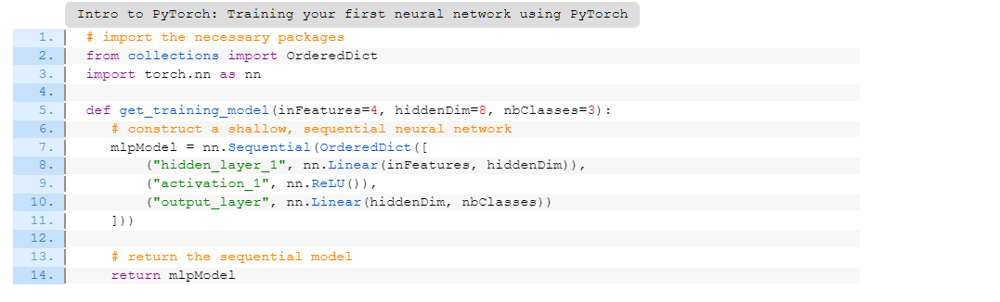 Intro to PyTorch: Training your first neural network using PyTorch
1. # import the necessary packages
2. from collections import OrderedDict
3. import torch.nn as nn
4.
5. def get_training_model(inFeatures=4, hiddenDim=8, nbClasses=3):
6. # construct a shallow, sequential neural network
7. mlpModel = nn.Sequential(OrderedDict([
8. ("hidden_layer_1", nn.Linear(inFeatures, hiddenDim)),
9. ("activation_1", nn.ReLU()),
10. ("output_layer", nn.Linear(hiddenDim, nbClasses))
11. ]))
12.
13. # return the sequential model
14. return mlpModel